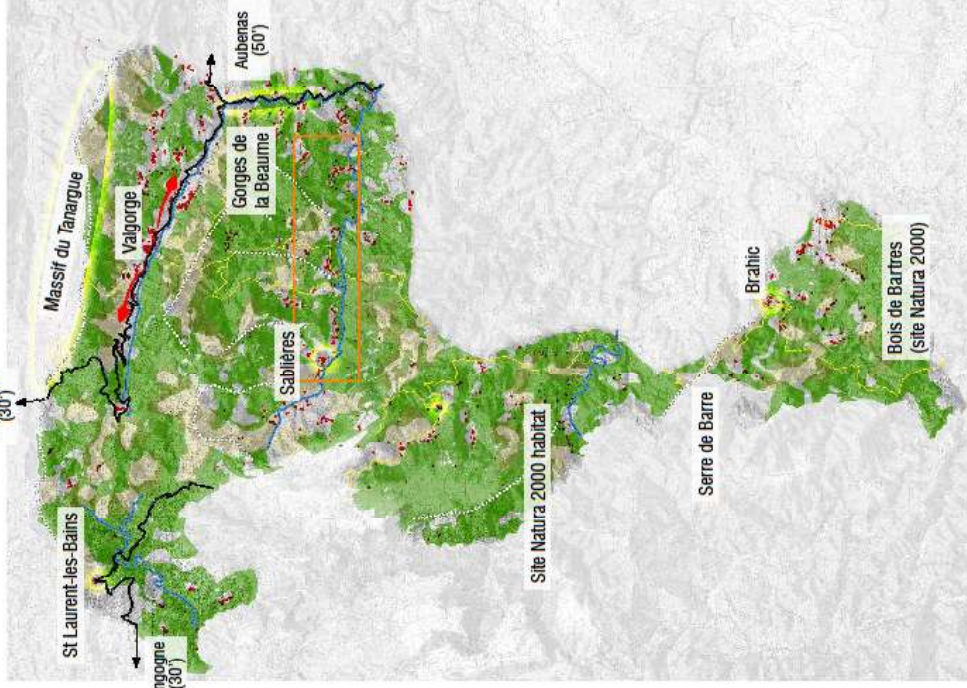 (30')
Massif du Tanargue
Aubenas
(50')
Valgorge
Gorges de
la Beaume
St Laurent-les-Bains
Sablières
ngogne
(30')
Site Natura 2000 habitat
Brahic
Serre de Barre
Bois de Bartres
(site Natura 2000)